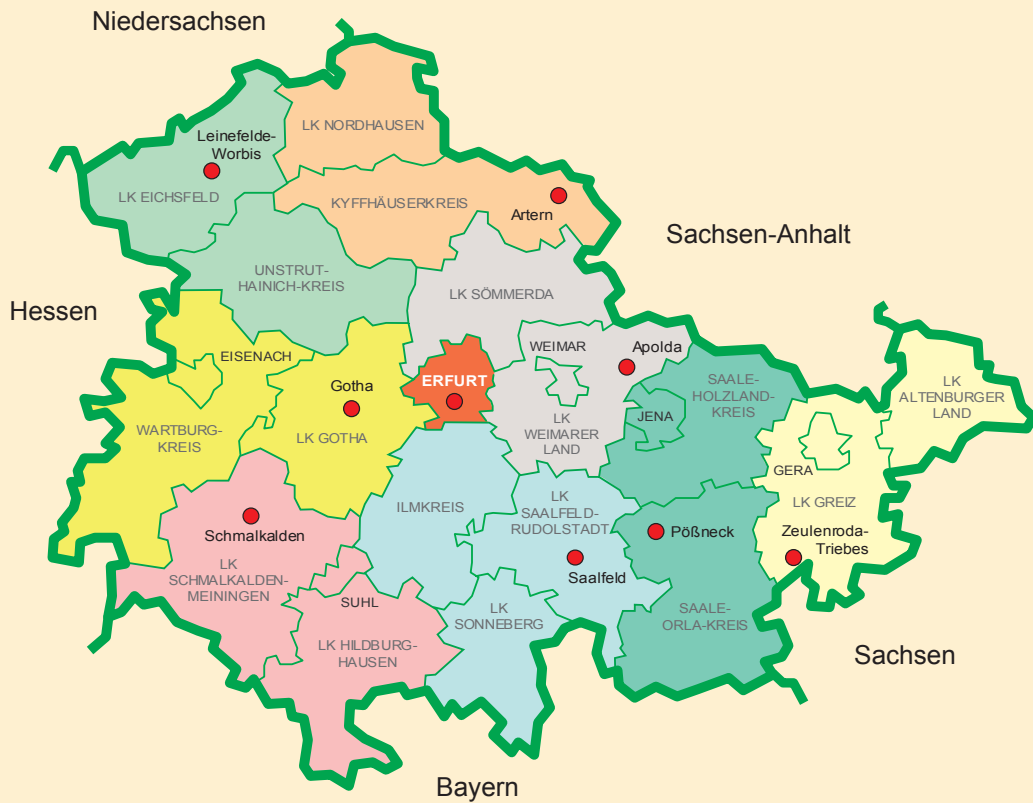 Niedersachsen
LK NORDHAUSEN
Leinefelde-
Worbis
LK EICHSFELD
KYFFHÄUSERKREIS
Artern
Sachsen-Anhalt
UNSTRUT-
HAINICH-KREIS
LK SÖMMERDA
Hessen
EISENACH
WEIMAR
Apolda
Gotha
ERFURT
SAALE-
HOLZLAND-
KREIS
LK
ALTENBURGER
LAND
WARTBURG-
KREIS
LK GOTHA
LK
WEIMARER
LAND
JENA
GERA
LK GREIZ
ILMKREIS
LK
SAALFELD-
RUDOLSTADT
Schmalkalden
Pößneck
Zeulenroda-
Triebes
LK
SCHMALKALDEN-
MEININGEN
Saalfeld
SUHL
LK
SONNEBERG
SAALE-
ORLA-KREIS
LK HILDBURG-
HAUSEN
Sachsen
Bayern